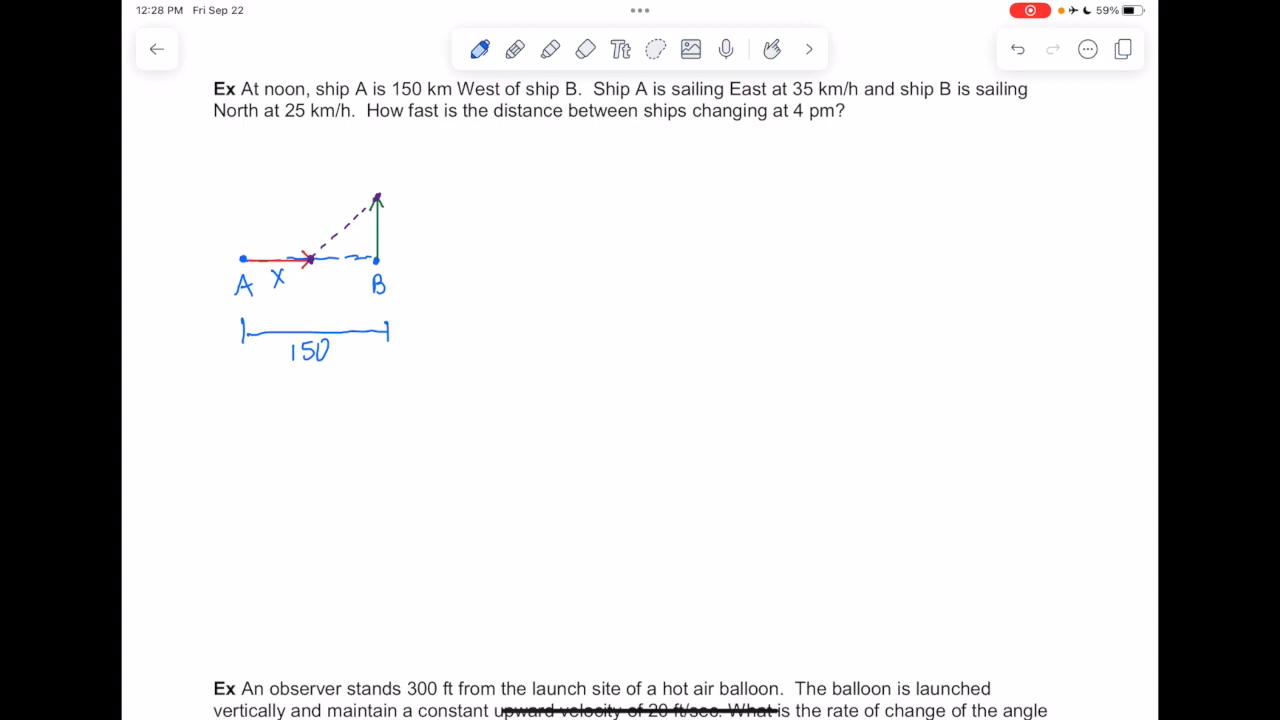 12:28 PM Fri Sep 22
59%
Tt
Ex At noon, ship A is 150 km West of ship B. Ship A is sailing East at 35 km/h and ship B is sailing
North at 25 km/h. How fast is the distance between ships changing at 4 pm?
A X B
150
Ex An observer stands 300 ft from the launch site of a hot air balloon. The balloon is launched
vertically and maintain a constant upward velocity of 20 ft/sec. What is the rate of change of the angle